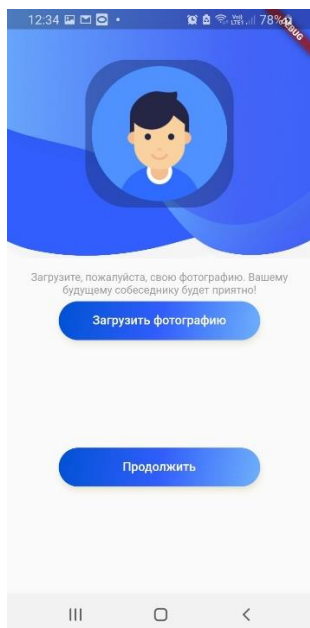 12:34 78%
DEBUG
Загрузите, пожалуйста, свою фотографию. Вашему
будущему собеседнику будет приятно!
Загрузить фотографию
Продолжить